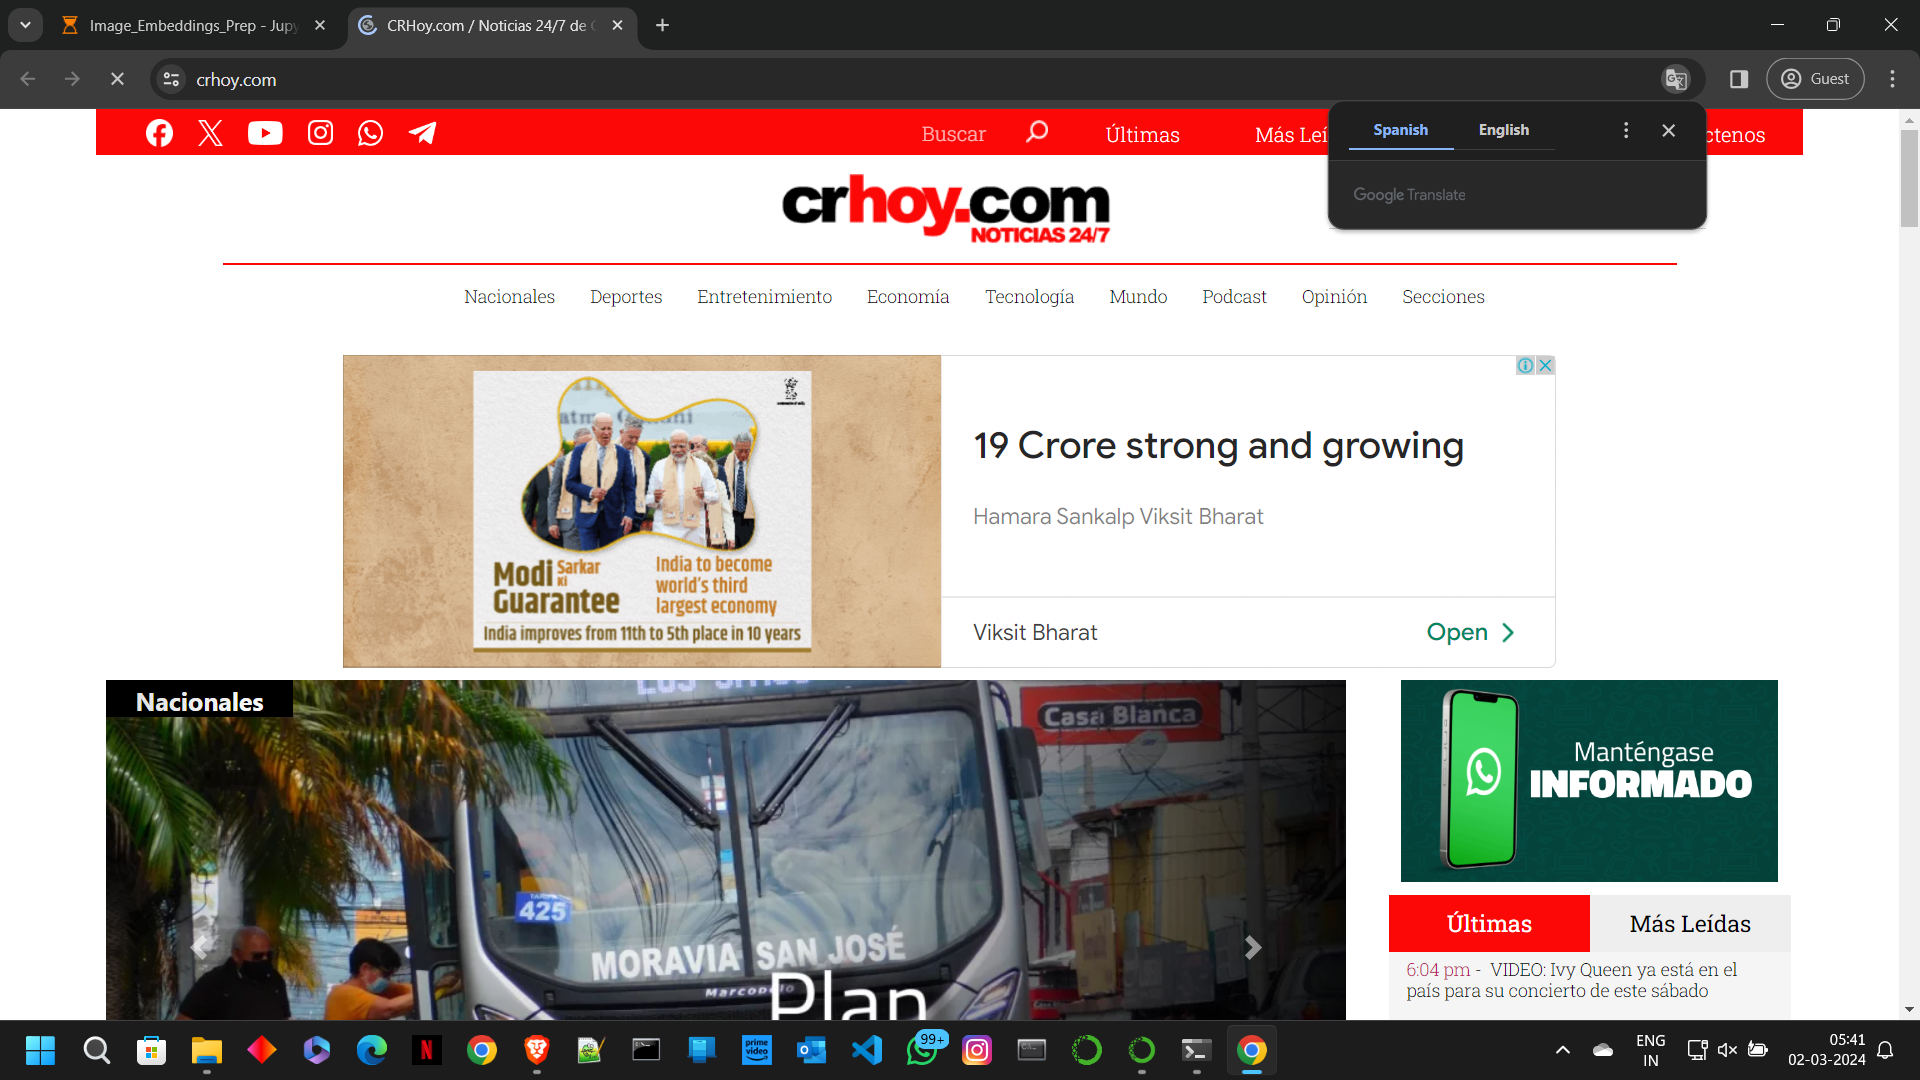 Image_Embeddings_Prep - Jupy
CRHoy.com / Noticias 24/7 de C
crhoy.com
Guest
Buscar
Últimas
Más Leí
ctenos
Spanish
English
Google Translate
crhoy.com
NOTICIAS 24/7
Nacionales
Deportes
Entretenimiento
Economía
Tecnología
Mundo
Podcast
Opinión
Secciones
Modi Sarkar Ki Guarantee
India to become
world's third
largest economy
India improves from 11th to 5th place in 10 years
19 Crore strong and growing
Hamara Sankalp Viksit Bharat
Viksit Bharat
Open
Nacionales
Casa Blanca
425
MORAVIA SAN JOSÉ
Marcopolo
Plan
Manténgase
INFORMADO
Últimas
Más Leídas
6:04 pm - VIDEO: Ivy Queen ya está en el
país para su concierto de este sábado
prime video
99+
ENG
IN
05:41
02-03-2024